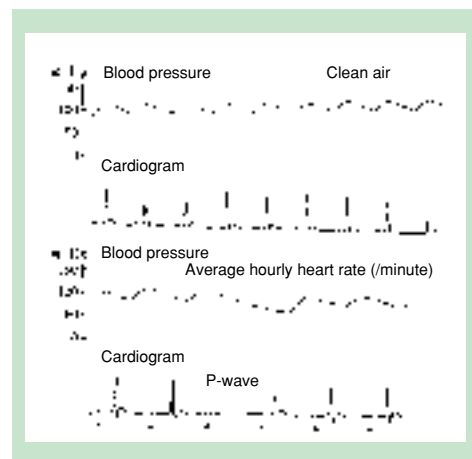 Blood pressure Clean air
Cardiogram
Blood pressure
Average hourly heart rate (/minute)
Cardiogram
P-wave